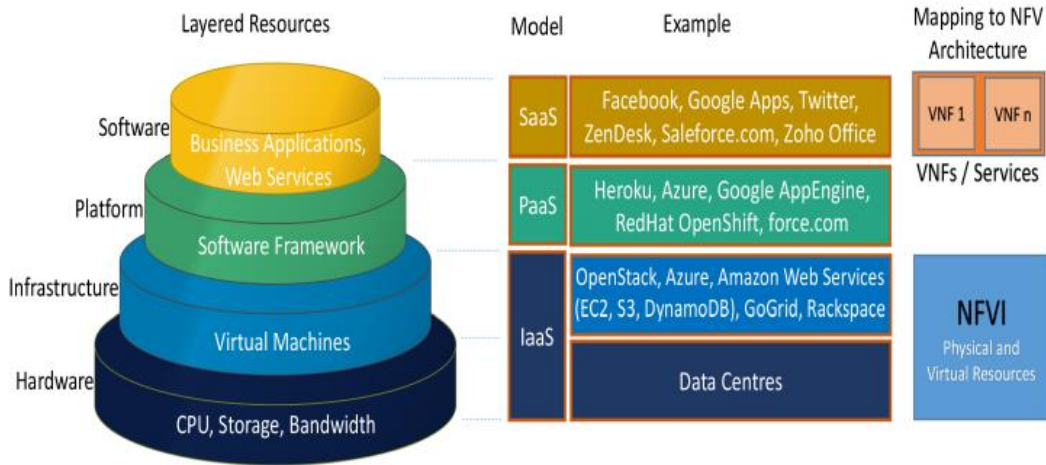 Layered Resources
Model
Example
Mapping to NFV
Architecture
Software
Business Applications,
Web Services
SaaS
Facebook, Google Apps, Twitter,
ZenDesk, Saleforce.com, Zoho Office
VNF 1
VNF n
VNFs / Services
Platform
Software Framework
PaaS
Heroku, Azure, Google AppEngine,
RedHat OpenShift, force.com
Infrastructure
Virtual Machines
IaaS
OpenStack, Azure, Amazon Web Services
(EC2, S3, DynamoDB), GoGrid, Rackspace
NFVI
Physical and
Virtual Resources
Hardware
CPU, Storage, Bandwidth
Data Centres